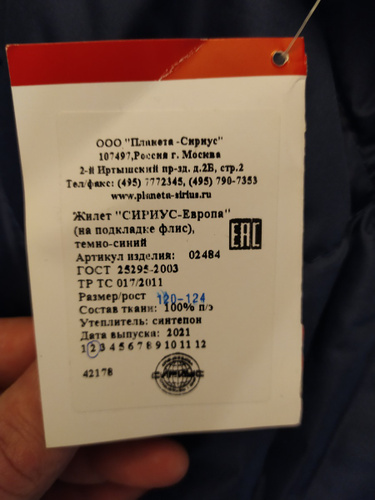 ООО "Планета -Сириус"
107497,Россия г. Москва
2-й Иртышский пр-зд. д.2Б, стр.2
Тел/факс: (495) 7772345, (495) 790-7353
www.planeta-sirius.ru
Жилет "СИРИУС-Европа"
(на подкладке флис),
темно-синий
EAC
Артикул изделия: 02484
ГОСТ 25295-2003
ТР ТС 017/2011
Размер/рост 120-124
Состав ткани: 100% п/э
Утеплитель: синтепон
Дата выпуска: 2021
1 2 3 4 5 6 7 8 9 10 11 12
42178
СИРИУС